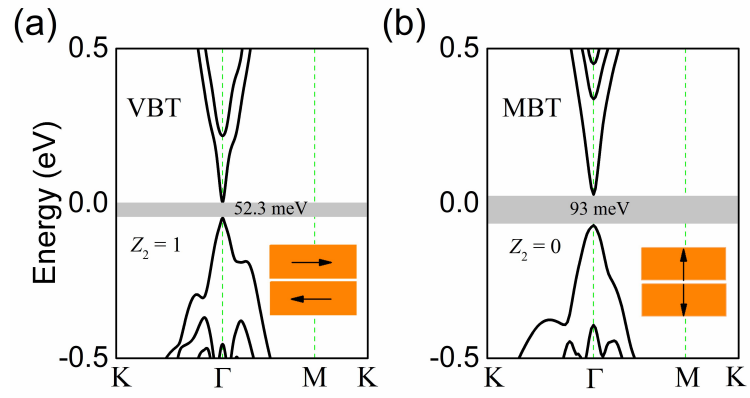 (a)
(b)
Energy (eV)
0.5
0.0
-0.5
VBT
52.3 meV
Z₂ = 1
K Γ M K
0.5
0.0
-0.5
MBT
93 meV
Z₂ = 0
K Γ M K